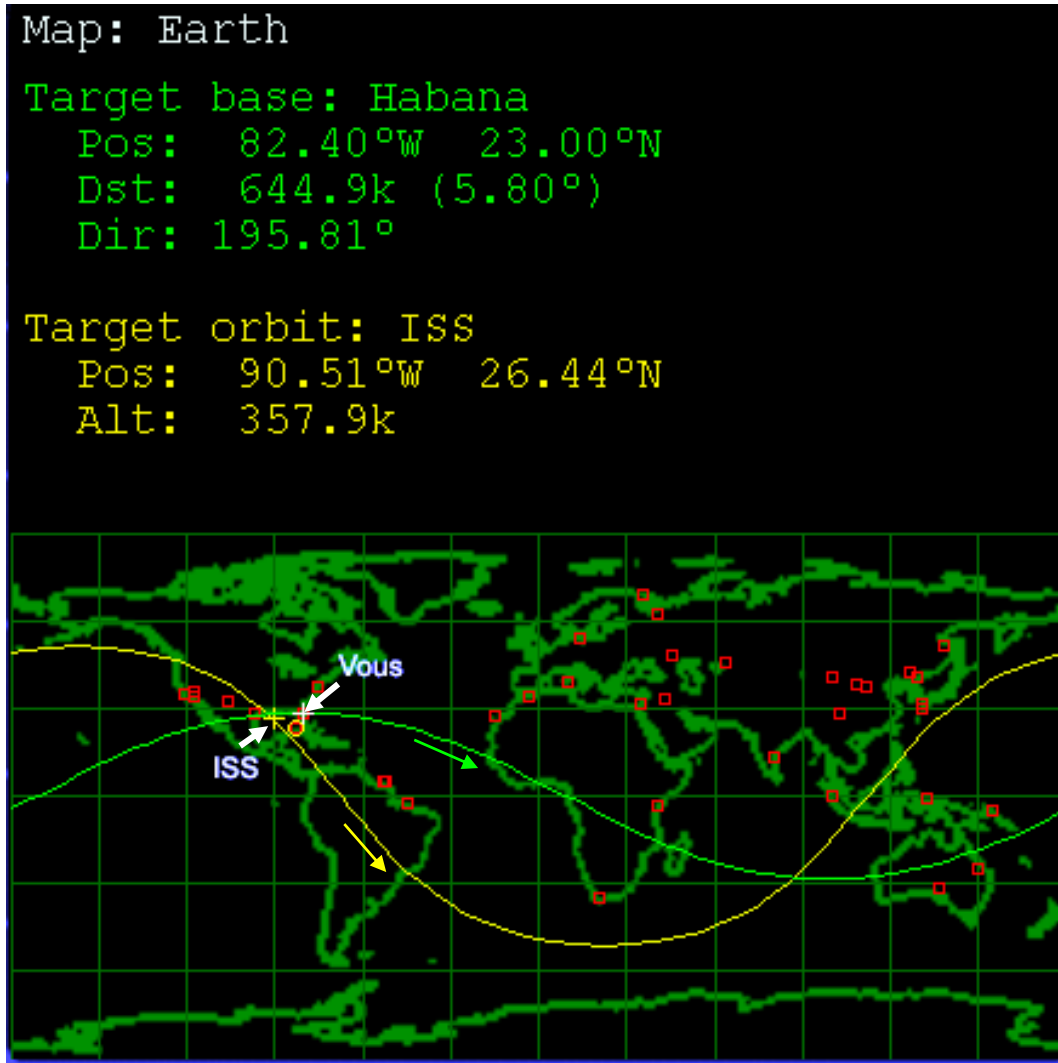 Map: Earth
Target base: Habana
Pos: 82.40°W 23.00°N
Dst: 644.9k (5.80°)
Dir: 195.81°
Target orbit: ISS
Pos: 90.51°W 26.44°N
Alt: 357.9k
Vous
ISS